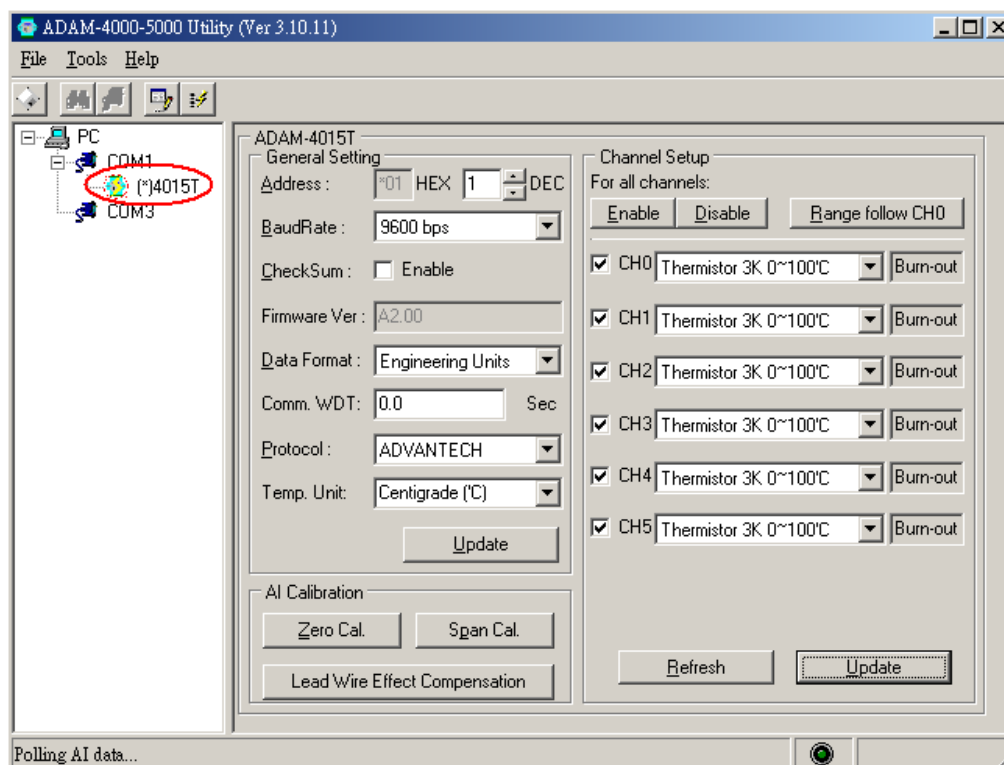 ADAM-4000-5000 Utility (Ver 3.10.11)
File Tools Help
PC
COM1
(*)4015T
COM3
ADAM-4015T
General Setting
Address : *01 HEX 1 DEC
BaudRate : 9600 bps
CheckSum : Enable
Firmware Ver : A2.00
Data Format : Engineering Units
Comm. WDT: 0.0 Sec
Protocol : ADVANTECH
Temp. Unit: Centigrade ('C)
Update
AI Calibration
Zero Cal. Span Cal.
Lead Wire Effect Compensation
Channel Setup
For all channels:
Enable Disable Range follow CH0
CH0 Thermistor 3K 0~100'C Burn-out
CH1 Thermistor 3K 0~100'C Burn-out
CH2 Thermistor 3K 0~100'C Burn-out
CH3 Thermistor 3K 0~100'C Burn-out
CH4 Thermistor 3K 0~100'C Burn-out
CH5 Thermistor 3K 0~100'C Burn-out
Refresh Update
Polling AI data...